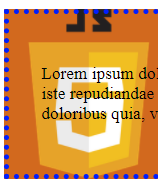 Lorem ipsum dol
iste repudiandae
doloribus quia, v